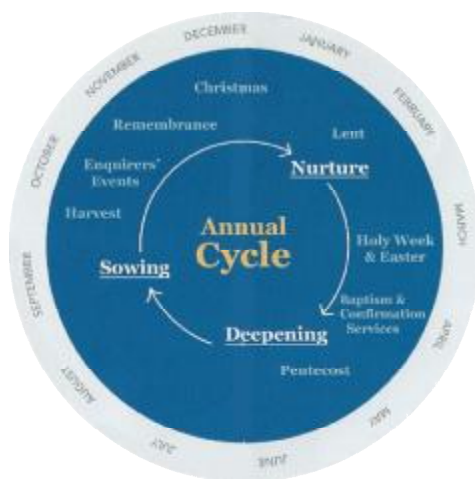 DECEMBER
JANUARY
FEBRUARY
MARCH
APRIL
MAY
JUNE
JULY
AUGUST
SEPTEMBER
OCTOBER
NOVEMBER
Christmas
Remembrance
Lent
Enquirers'
Events
Nurture
Harvest
Annual
Cycle
Holy Week
& Easter
Sowing
Baptism &
Confirmation
Services
Deepening
Pentecost